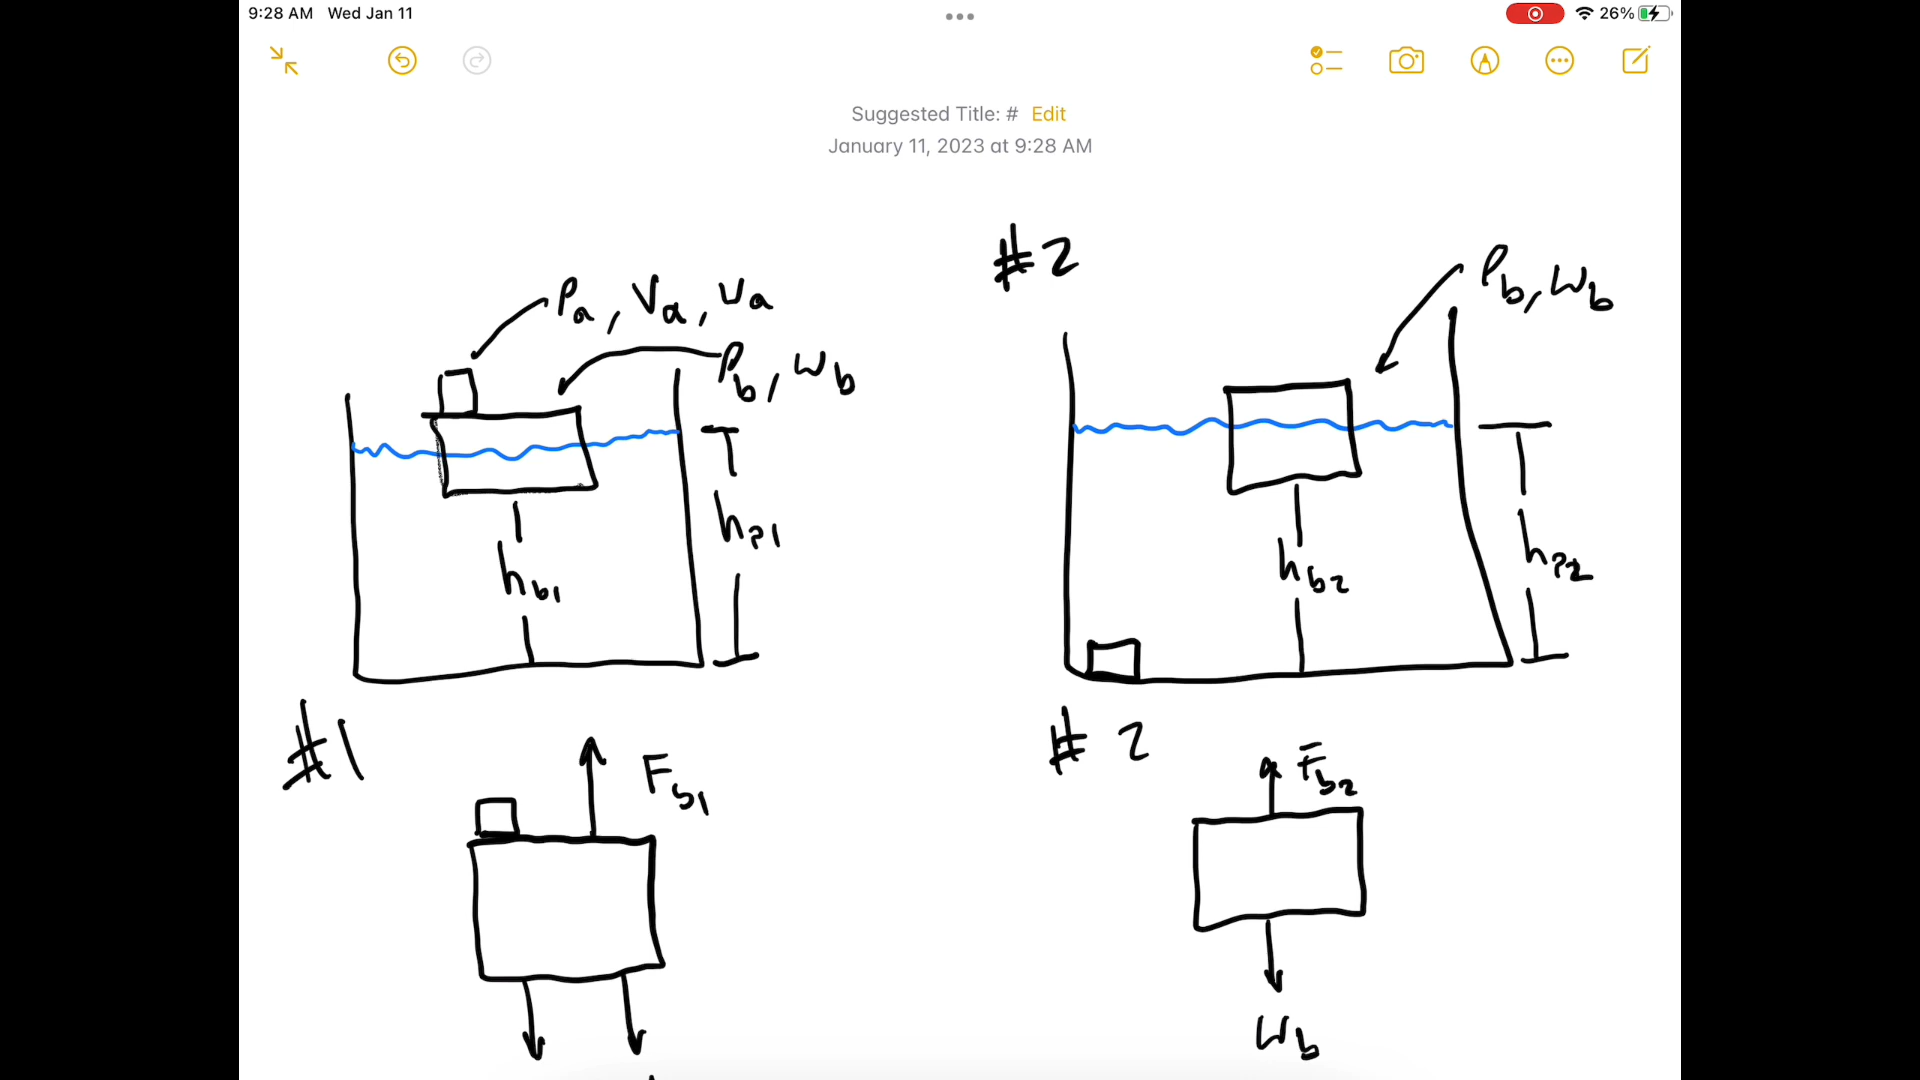 9:28 AM Wed Jan 11
26%
Suggested Title: # Edit
January 11, 2023 at 9:28 AM
#2
ρa, Va, Wa
ρb, Wb
ρb, Wb
hp1
hb1
hp2
hb2
#1
#2
Fb1
Fb2
Wb